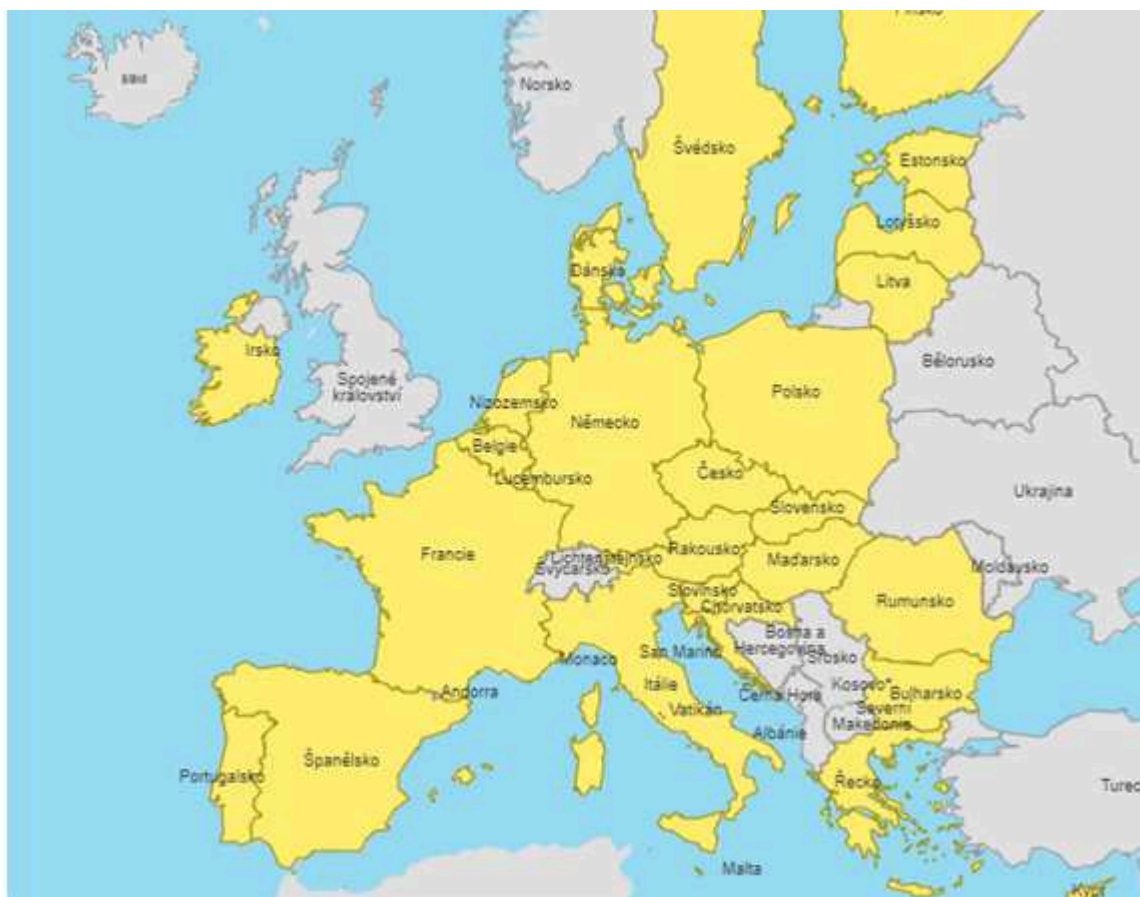 Norsko
Švédsko
Estonsko
Lotyšsko
Litva
Dánsko
Irsko
Spojené
království
Nizozemsko
Belgie
Lucembursko
Německo
Polsko
Bělorusko
Česko
Slovensko
Ukrajina
Francie
Lichtenštejnsko
Švýcarsko
Rakousko
Maďarsko
Moldavsko
Slovinsko
Chorvatsko
Rumunsko
Bosna a
Hercegovina
Srbsko
Monaco
San Marino
Itálie
Vatikán
Andorra
Černá Hora
Kosovo*
Bulharsko
Severní
Makedonie
Albánie
Portugalsko
Španělsko
Řecko
Turec
Malta